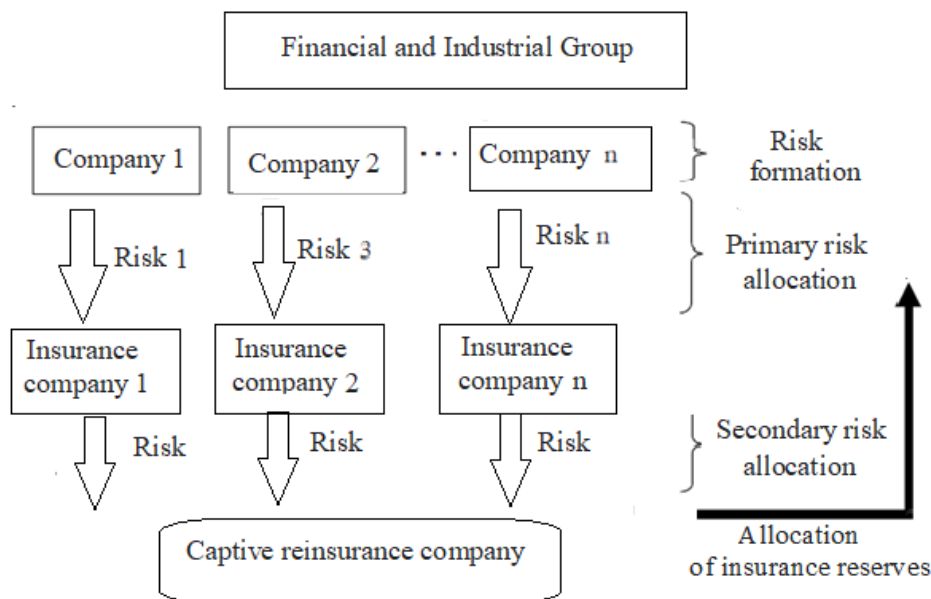 Financial and Industrial Group
Company 1
Company 2
...
Company n
Risk
formation
Risk 1
Risk 3
Risk n
Primary risk
allocation
Insurance
company 1
Insurance
company 2
Insurance
company n
Risk
Risk
Risk
Secondary risk
allocation
Captive reinsurance company
Allocation
of insurance reserves